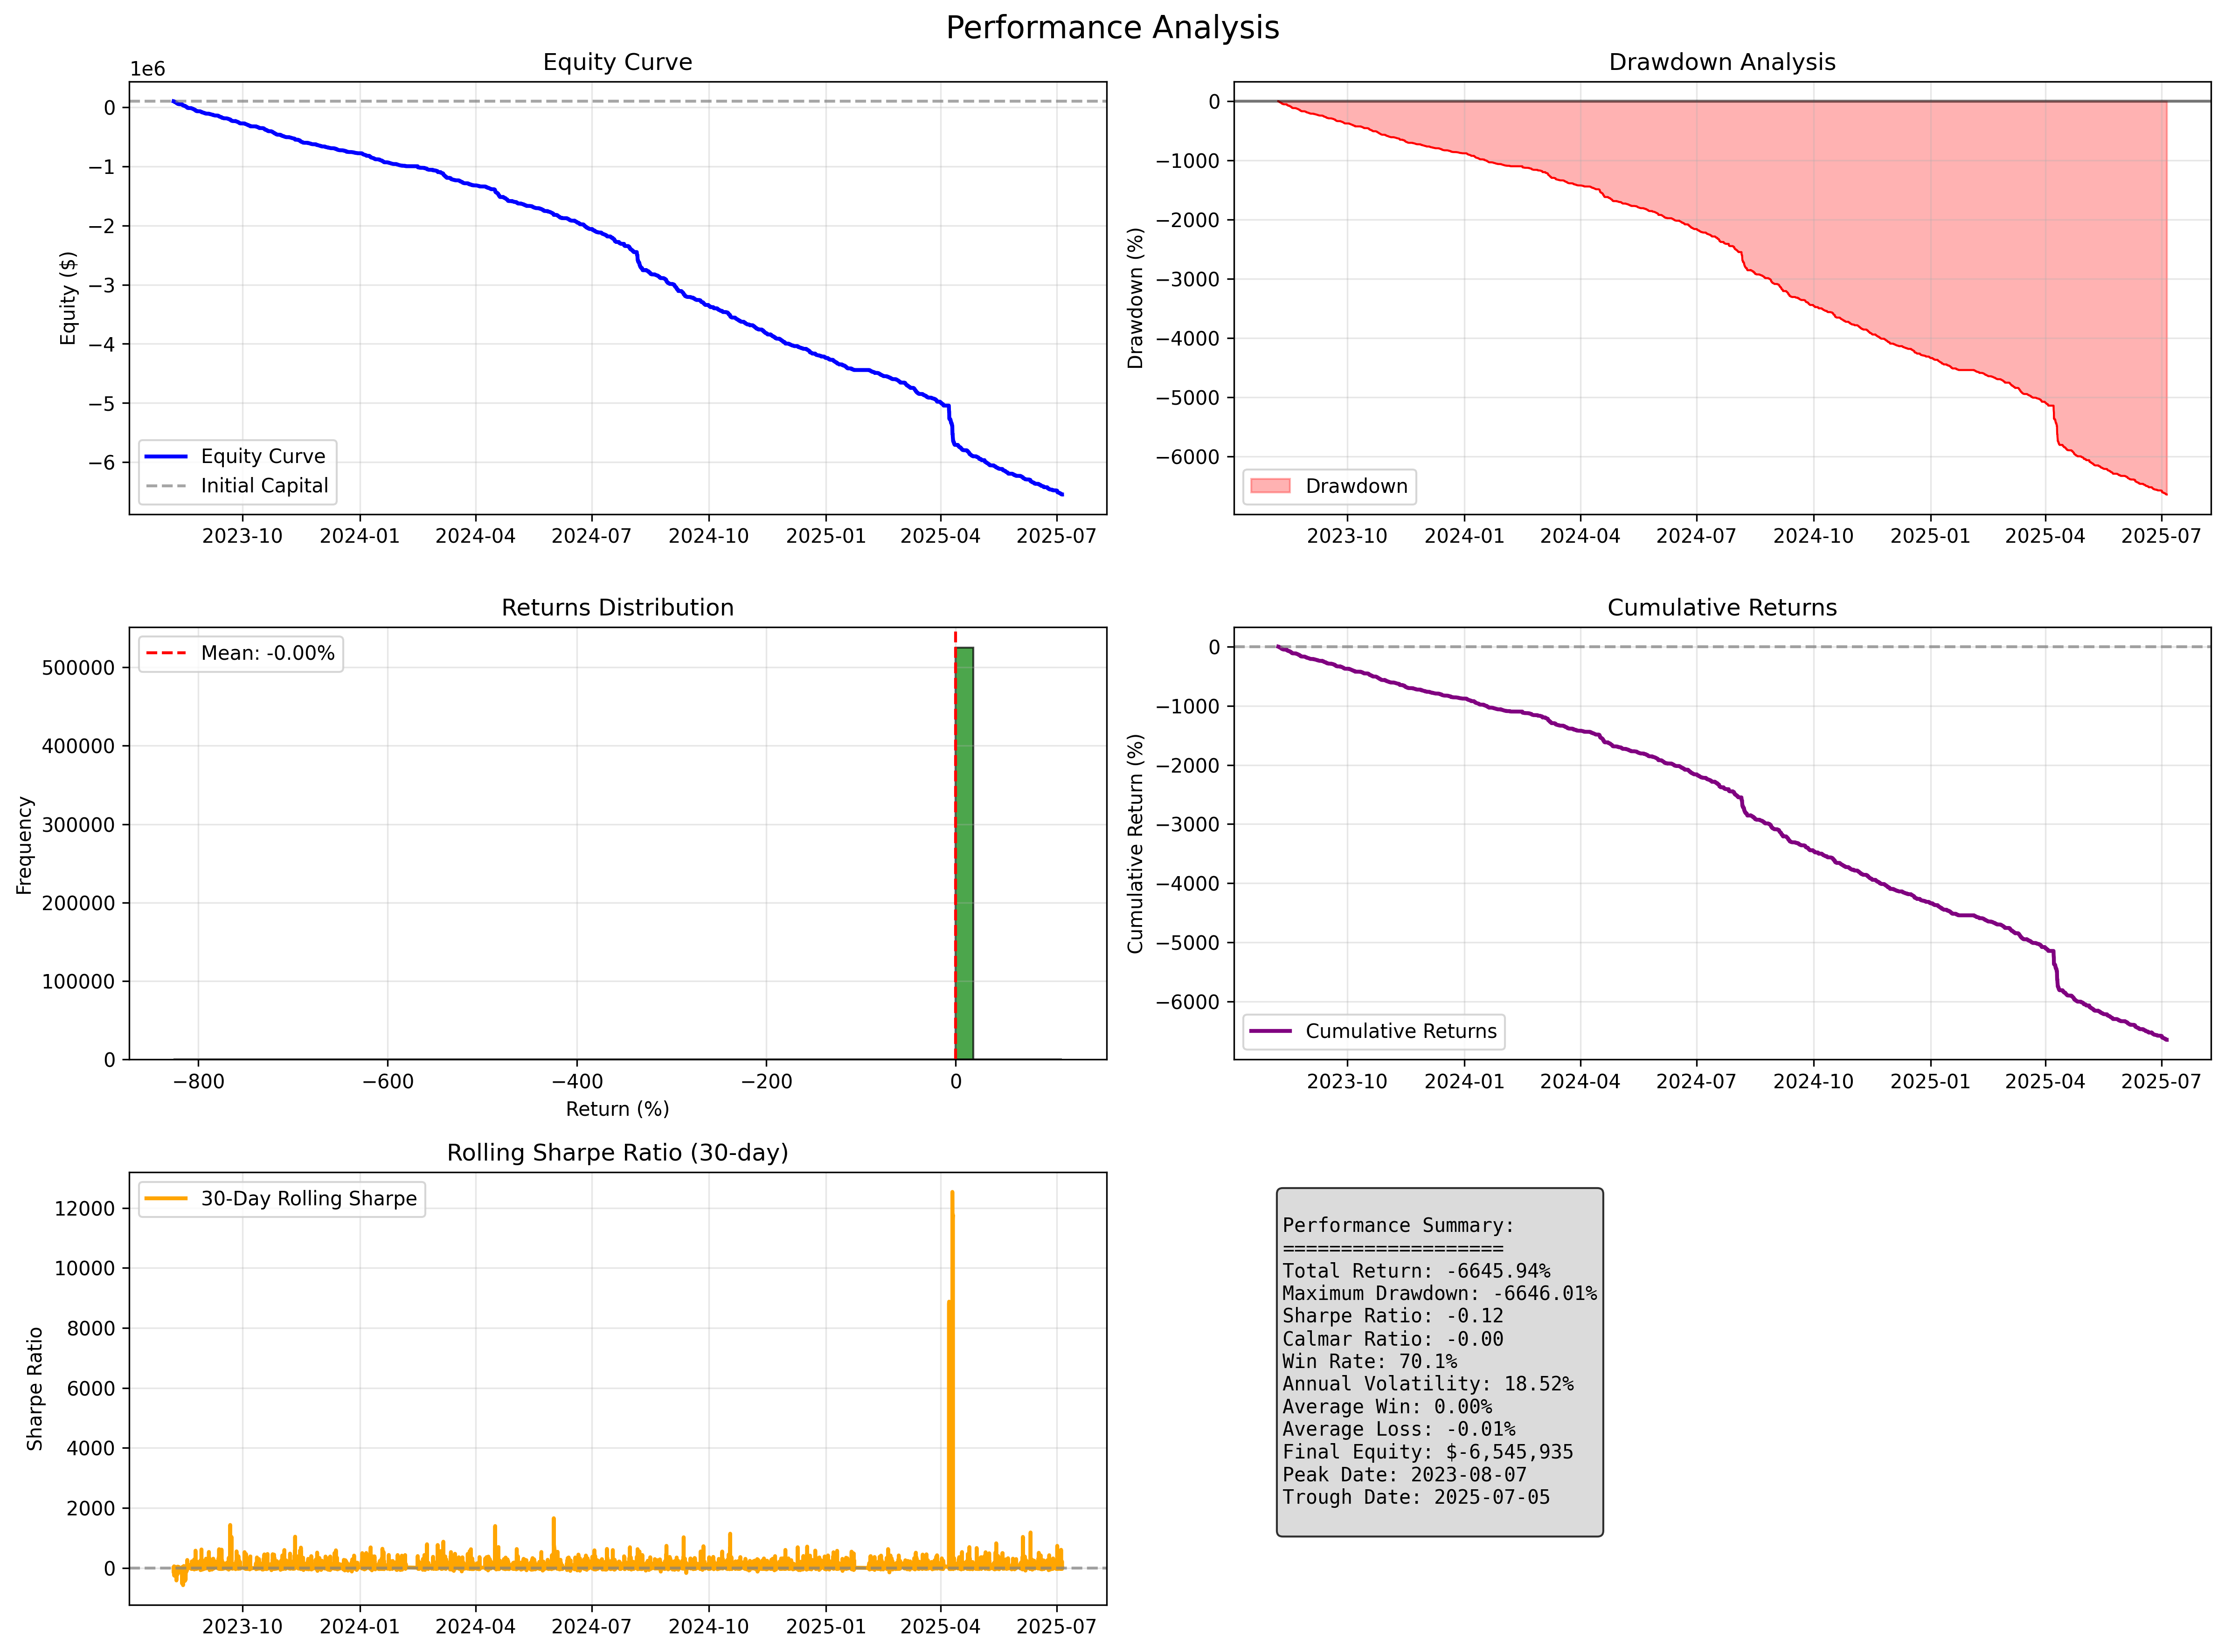 Performance Analysis
Equity Curve
1e6
0
−1
−2
−3
−4
−5
−6
Equity ($)
Equity Curve
Initial Capital
2023-10 2024-01 2024-04 2024-07 2024-10 2025-01 2025-04 2025-07
Drawdown Analysis
0
−1000
−2000
−3000
−4000
−5000
−6000
Drawdown (%)
Drawdown
2023-10 2024-01 2024-04 2024-07 2024-10 2025-01 2025-04 2025-07
Returns Distribution
Mean: -0.00%
500000
400000
300000
200000
100000
0
Frequency
−800 −600 −400 −200 0
Return (%)
Cumulative Returns
0
−1000
−2000
−3000
−4000
−5000
−6000
Cumulative Return (%)
Cumulative Returns
2023-10 2024-01 2024-04 2024-07 2024-10 2025-01 2025-04 2025-07
Rolling Sharpe Ratio (30-day)
30-Day Rolling Sharpe
12000
10000
8000
6000
4000
2000
0
Sharpe Ratio
2023-10 2024-01 2024-04 2024-07 2024-10 2025-01 2025-04 2025-07
Performance Summary:
===================
Total Return: -6645.94%
Maximum Drawdown: -6646.01%
Sharpe Ratio: -0.12
Calmar Ratio: -0.00
Win Rate: 70.1%
Annual Volatility: 18.52%
Average Win: 0.00%
Average Loss: -0.01%
Final Equity: $-6,545,935
Peak Date: 2023-08-07
Trough Date: 2025-07-05